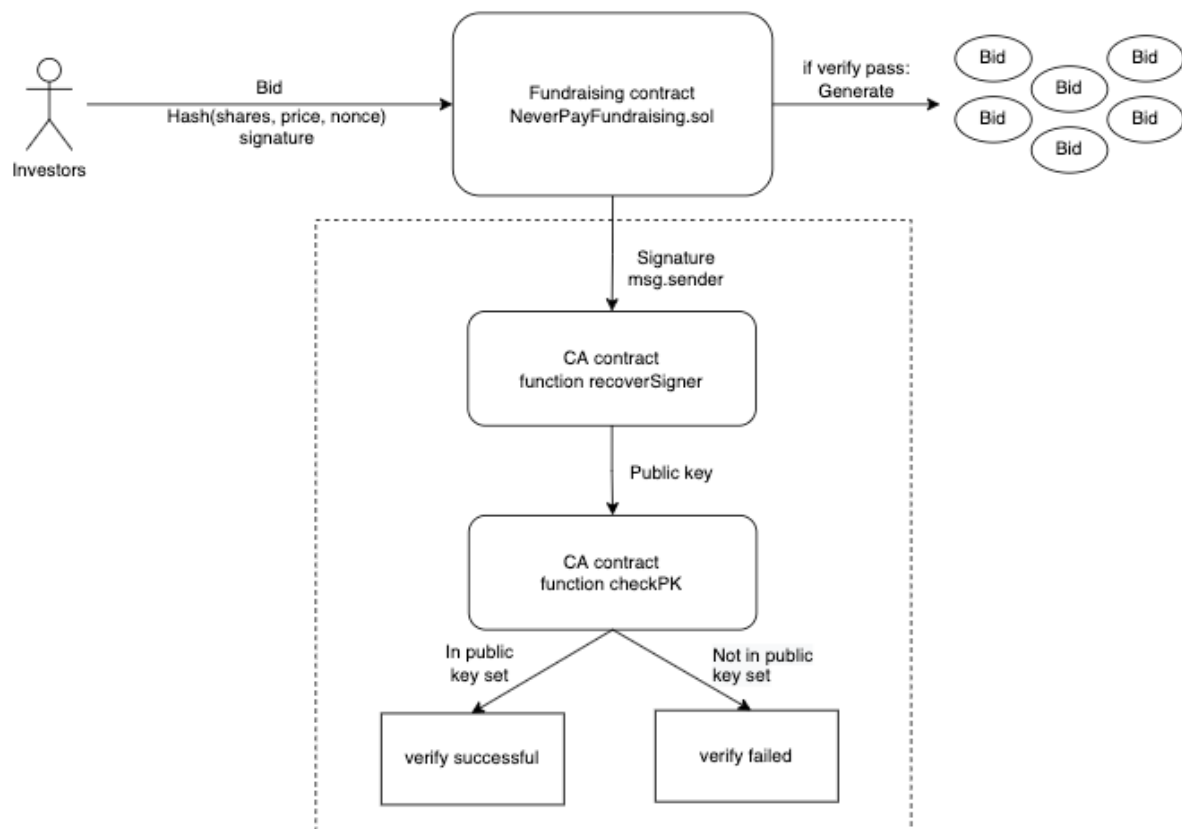 Investors
Bid
Hash(shares, price, nonce)
signature
Fundraising contract
NeverPayFundraising.sol
if verify pass:
Generate
Bid
Bid
Bid
Bid
Bid
Bid
Signature
msg.sender
CA contract
function recoverSigner
Public key
CA contract
function checkPK
In public
key set
Not in public
key set
verify successful
verify failed